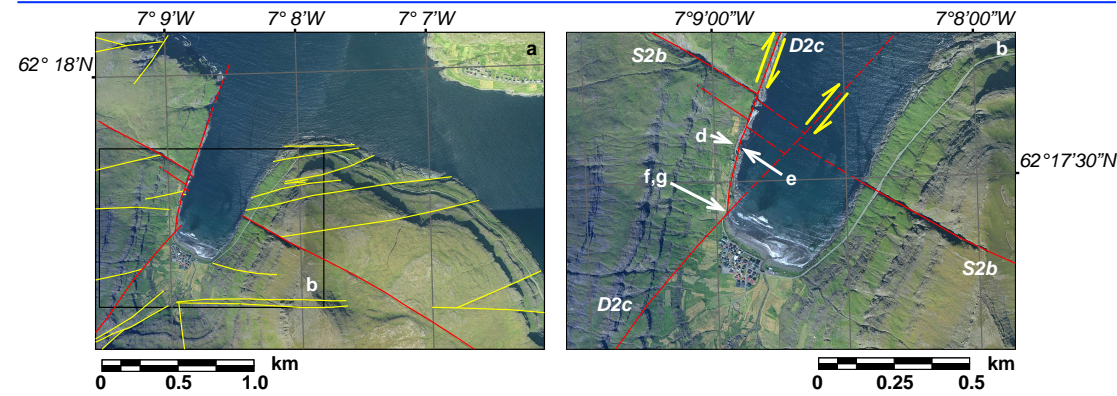 7° 9'W 7° 8'W 7° 7'W
62° 18'N
a
b
0 0.5 1.0 km
7°9'00"W 7°8'00"W
62°17'30"N
b
S2b
D2c
d
e
f,g
S2b
D2c
0 0.25 0.5 km